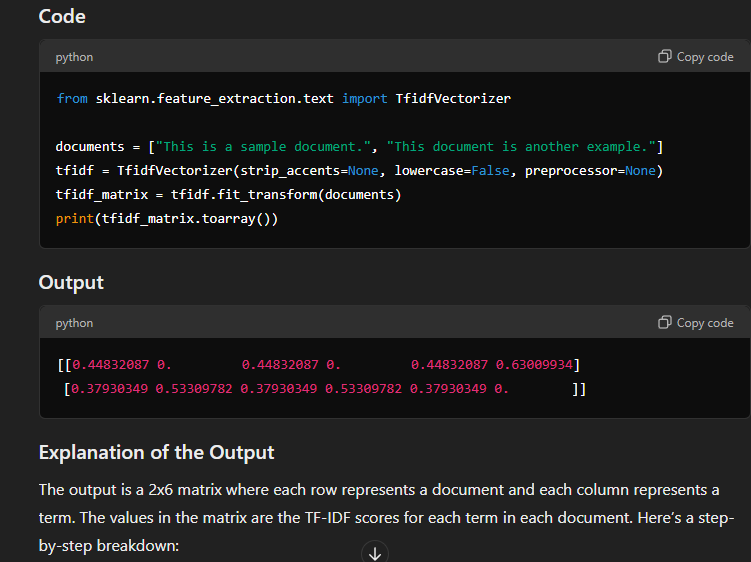 Code
python
Copy code
from sklearn.feature_extraction.text import TfidfVectorizer
documents = ["This is a sample document.", "This document is another example."]
tfidf = TfidfVectorizer(strip_accents=None, lowercase=False, preprocessor=None)
tfidf_matrix = tfidf.fit_transform(documents)
print(tfidf_matrix.toarray())
Output
python
Copy code
[[0.44832087 0.         0.44832087 0.         0.44832087 0.63009934]
 [0.37930349 0.53309782 0.37930349 0.53309782 0.37930349 0.        ]]
Explanation of the Output
The output is a 2x6 matrix where each row represents a document and each column represents a
term. The values in the matrix are the TF-IDF scores for each term in each document. Here's a step-
by-step breakdown: